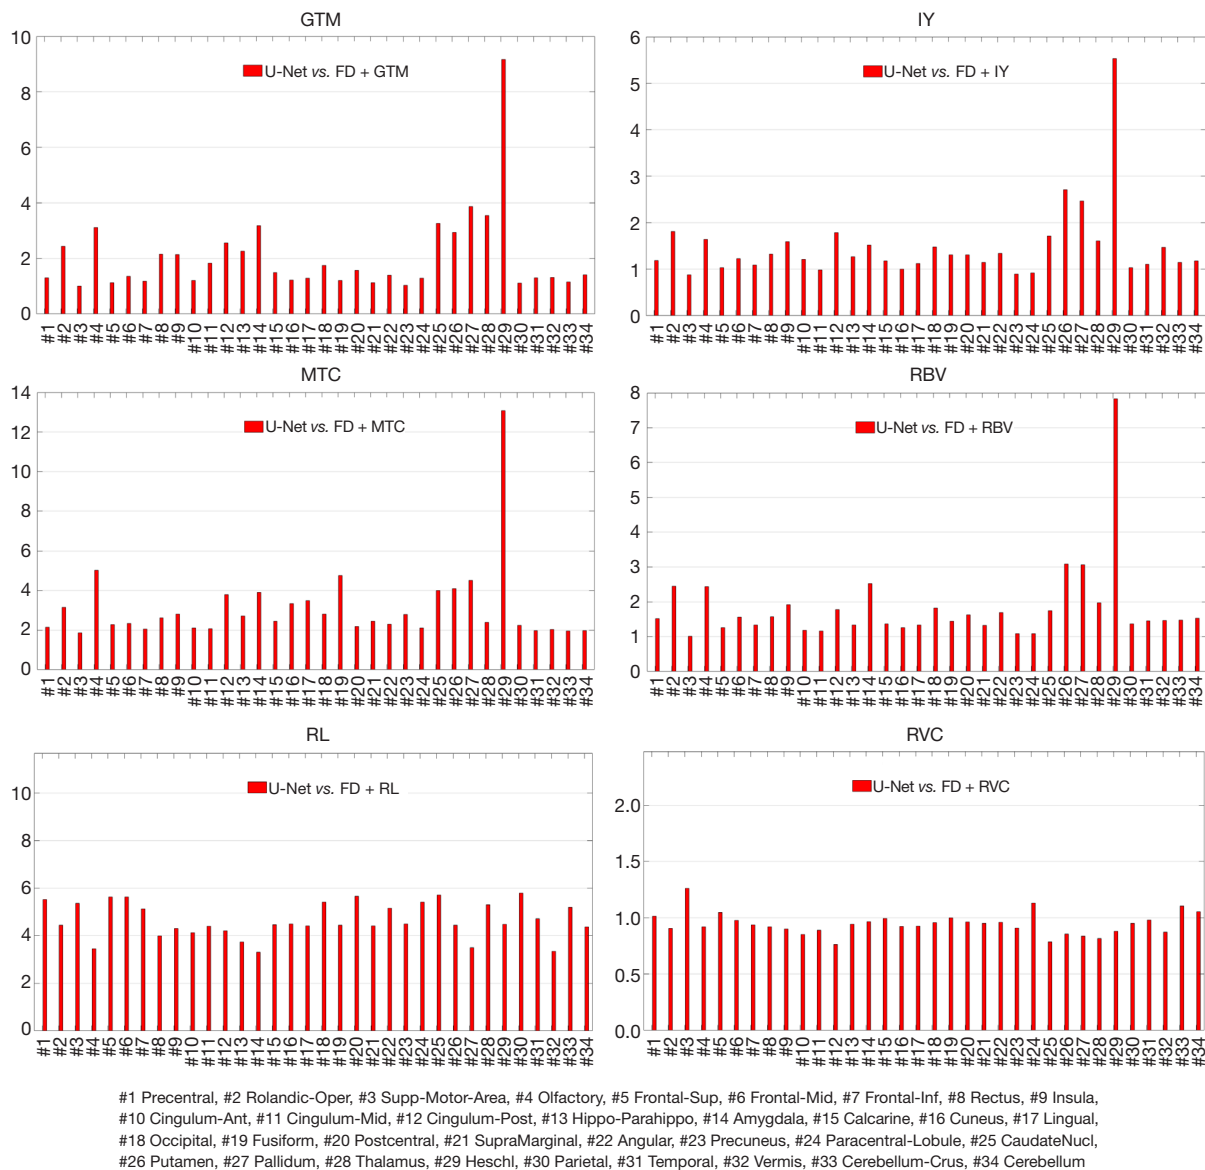 GTM
10
8
6
4
2
0
U-Net vs. FD + GTM
#1 #2 #3 #4 #5 #6 #7 #8 #9 #10 #11 #12 #13 #14 #15 #16 #17 #18 #19 #20 #21 #22 #23 #24 #25 #26 #27 #28 #29 #30 #31 #32 #33 #34
IY
6
5
4
3
2
1
0
U-Net vs. FD + IY
#1 #2 #3 #4 #5 #6 #7 #8 #9 #10 #11 #12 #13 #14 #15 #16 #17 #18 #19 #20 #21 #22 #23 #24 #25 #26 #27 #28 #29 #30 #31 #32 #33 #34
MTC
14
12
10
8
6
4
2
0
U-Net vs. FD + MTC
#1 #2 #3 #4 #5 #6 #7 #8 #9 #10 #11 #12 #13 #14 #15 #16 #17 #18 #19 #20 #21 #22 #23 #24 #25 #26 #27 #28 #29 #30 #31 #32 #33 #34
RBV
8
7
6
5
4
3
2
1
0
U-Net vs. FD + RBV
#1 #2 #3 #4 #5 #6 #7 #8 #9 #10 #11 #12 #13 #14 #15 #16 #17 #18 #19 #20 #21 #22 #23 #24 #25 #26 #27 #28 #29 #30 #31 #32 #33 #34
RL
10
8
6
4
2
0
U-Net vs. FD + RL
#1 #2 #3 #4 #5 #6 #7 #8 #9 #10 #11 #12 #13 #14 #15 #16 #17 #18 #19 #20 #21 #22 #23 #24 #25 #26 #27 #28 #29 #30 #31 #32 #33 #34
RVC
2.0
1.5
1.0
0.5
0.0
U-Net vs. FD + RVC
#1 #2 #3 #4 #5 #6 #7 #8 #9 #10 #11 #12 #13 #14 #15 #16 #17 #18 #19 #20 #21 #22 #23 #24 #25 #26 #27 #28 #29 #30 #31 #32 #33 #34
#1 Precentral, #2 Rolandic-Oper, #3 Supp-Motor-Area, #4 Olfactory, #5 Frontal-Sup, #6 Frontal-Mid, #7 Frontal-Inf, #8 Rectus, #9 Insula,
#10 Cingulum-Ant, #11 Cingulum-Mid, #12 Cingulum-Post, #13 Hippo-Parahippo, #14 Amygdala, #15 Calcarine, #16 Cuneus, #17 Lingual,
#18 Occipital, #19 Fusiform, #20 Postcentral, #21 SupraMarginal, #22 Angular, #23 Precuneus, #24 Paracentral-Lobule, #25 CaudateNucl,
#26 Putamen, #27 Pallidum, #28 Thalamus, #29 Heschl, #30 Parietal, #31 Temporal, #32 Vermis, #33 Cerebellum-Crus, #34 Cerebellum